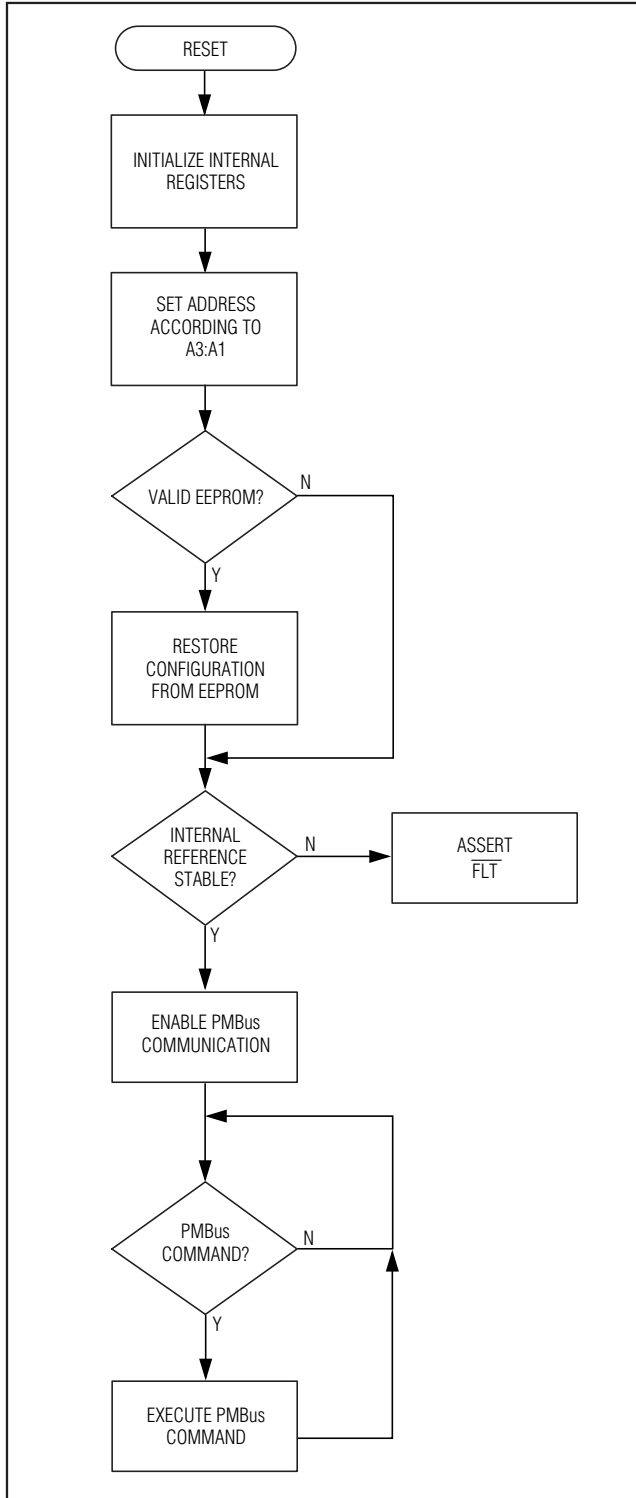 RESET
INITIALIZE INTERNAL
REGISTERS
SET ADDRESS
ACCORDING TO
A3:A1
VALID EEPROM?
N
Y
RESTORE
CONFIGURATION
FROM EEPROM
INTERNAL
REFERENCE
STABLE?
N
ASSERT
FLT
Y
ENABLE PMBus
COMMUNICATION
PMBus
COMMAND?
N
Y
EXECUTE PMBus
COMMAND